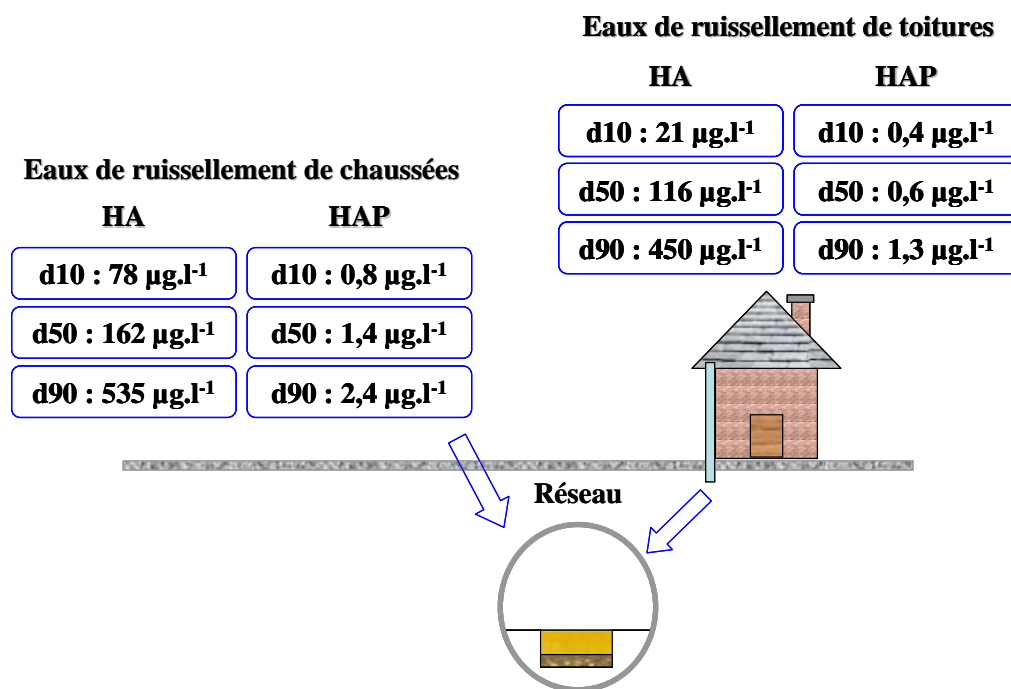 Eaux de ruissellement de toitures
HA HAP
d10 : 21 µg.l⁻¹ d10 : 0,4 µg.l⁻¹
d50 : 116 µg.l⁻¹ d50 : 0,6 µg.l⁻¹
d90 : 450 µg.l⁻¹ d90 : 1,3 µg.l⁻¹
Eaux de ruissellement de chaussées
HA HAP
d10 : 78 µg.l⁻¹ d10 : 0,8 µg.l⁻¹
d50 : 162 µg.l⁻¹ d50 : 1,4 µg.l⁻¹
d90 : 535 µg.l⁻¹ d90 : 2,4 µg.l⁻¹
Réseau